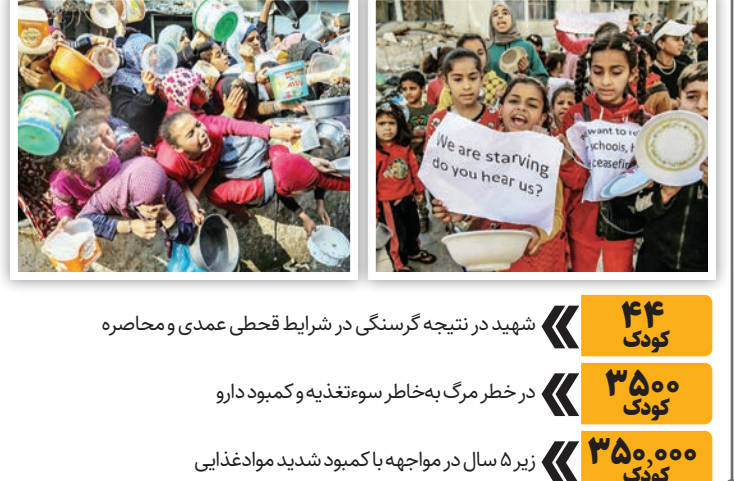 We are starving
do you hear us?
want to
schools,
ceasefir
۴۴
کودک
شهید در نتیجه گرسنگی در شرایط قحطی عمدی و محاصره
۳۵۰۰
کودک
در خطر مرگ به‌خاطر سوءتغذیه و کمبود دارو
۳۵۰,۰۰۰
کودک
زیر ۵ سال در مواجهه با کمبود شدید موادغذایی